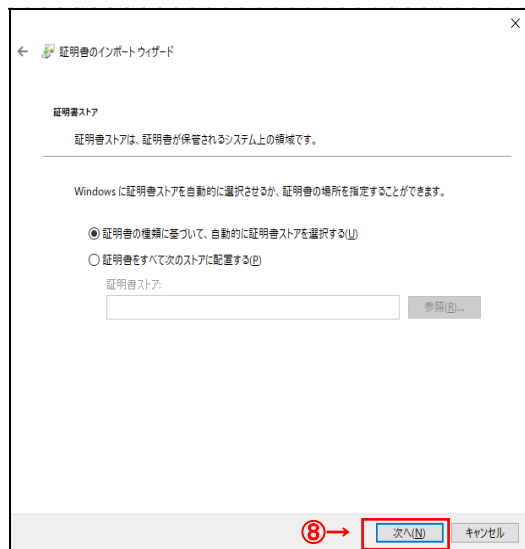 ×
← 証明書のインポート ウィザード
証明書ストア
証明書ストアは、証明書が保管されるシステム上の領域です。
Windows に証明書ストアを自動的に選択させるか、証明書の場所を指定することができます。
証明書の種類に基づいて、自動的に証明書ストアを選択する(U)
証明書をすべて次のストアに配置する(P)
証明書ストア:
参照(R)...
⑧→ 次へ(N) キャンセル